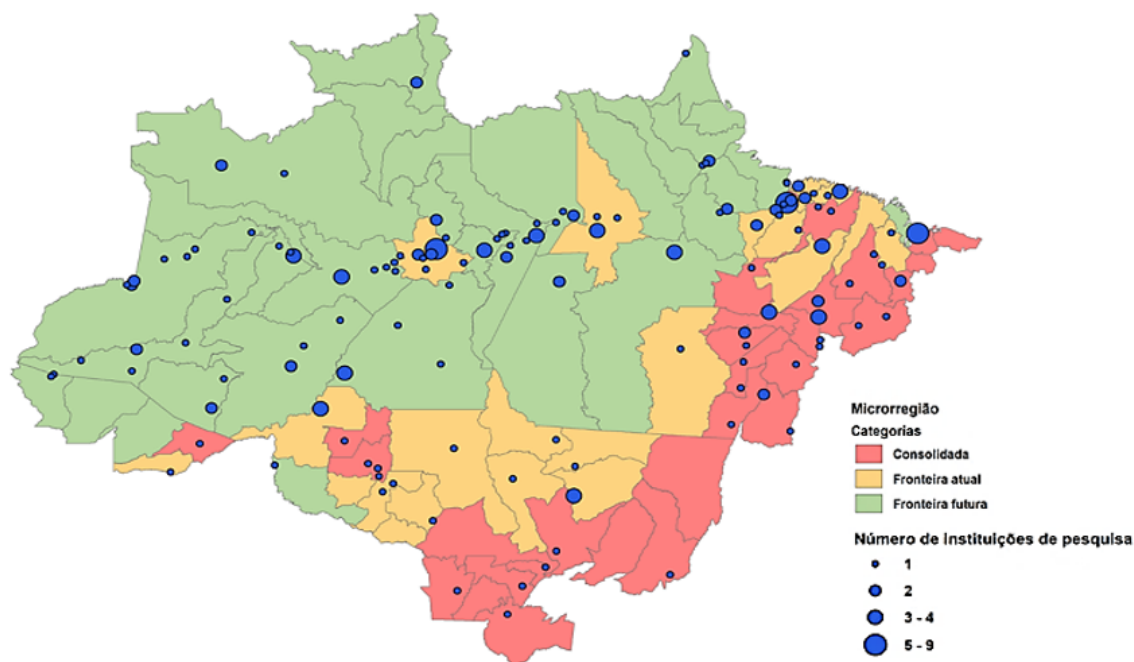 Microrregião
Categorias
Consolidada
Fronteira atual
Fronteira futura
Número de instituições de pesquisa
1
2
3 - 4
5 - 9